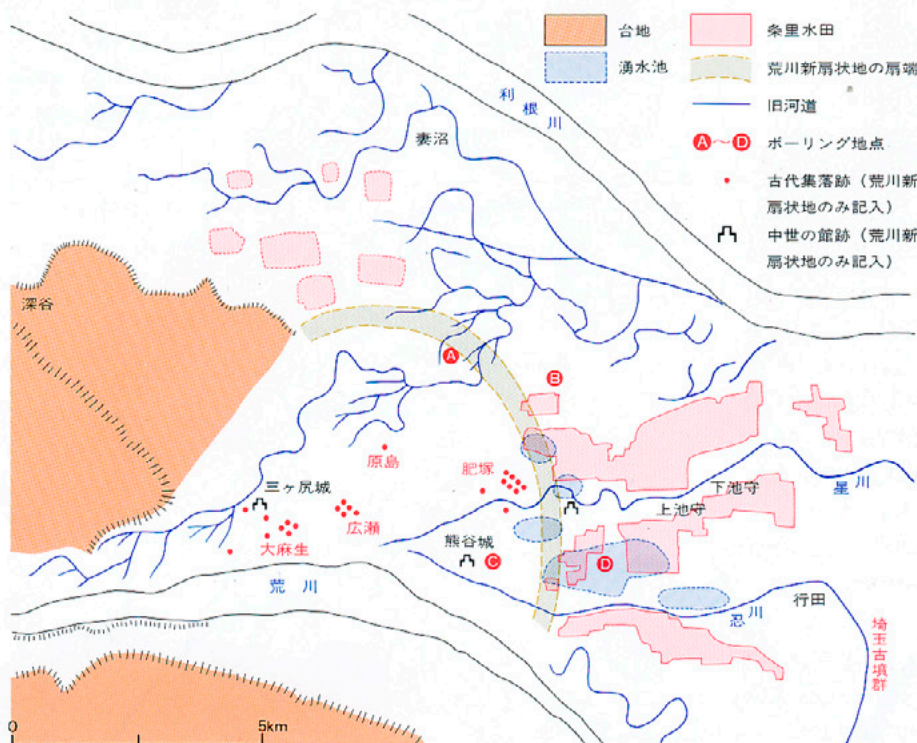 台地
条里水田
湧水池
荒川新扇状地の扇端
旧河道
A〜D ボーリング地点
古代集落跡（荒川新
扇状地のみ記入）
中世の館跡（荒川新
扇状地のみ記入）
利根川
妻沼
深谷
A
B
原島
肥塚
三ヶ尻城
広瀬
大麻生
下池守
上池守
星川
熊谷城
C
D
荒川
忍川
行田
埼玉古墳群
0
5km